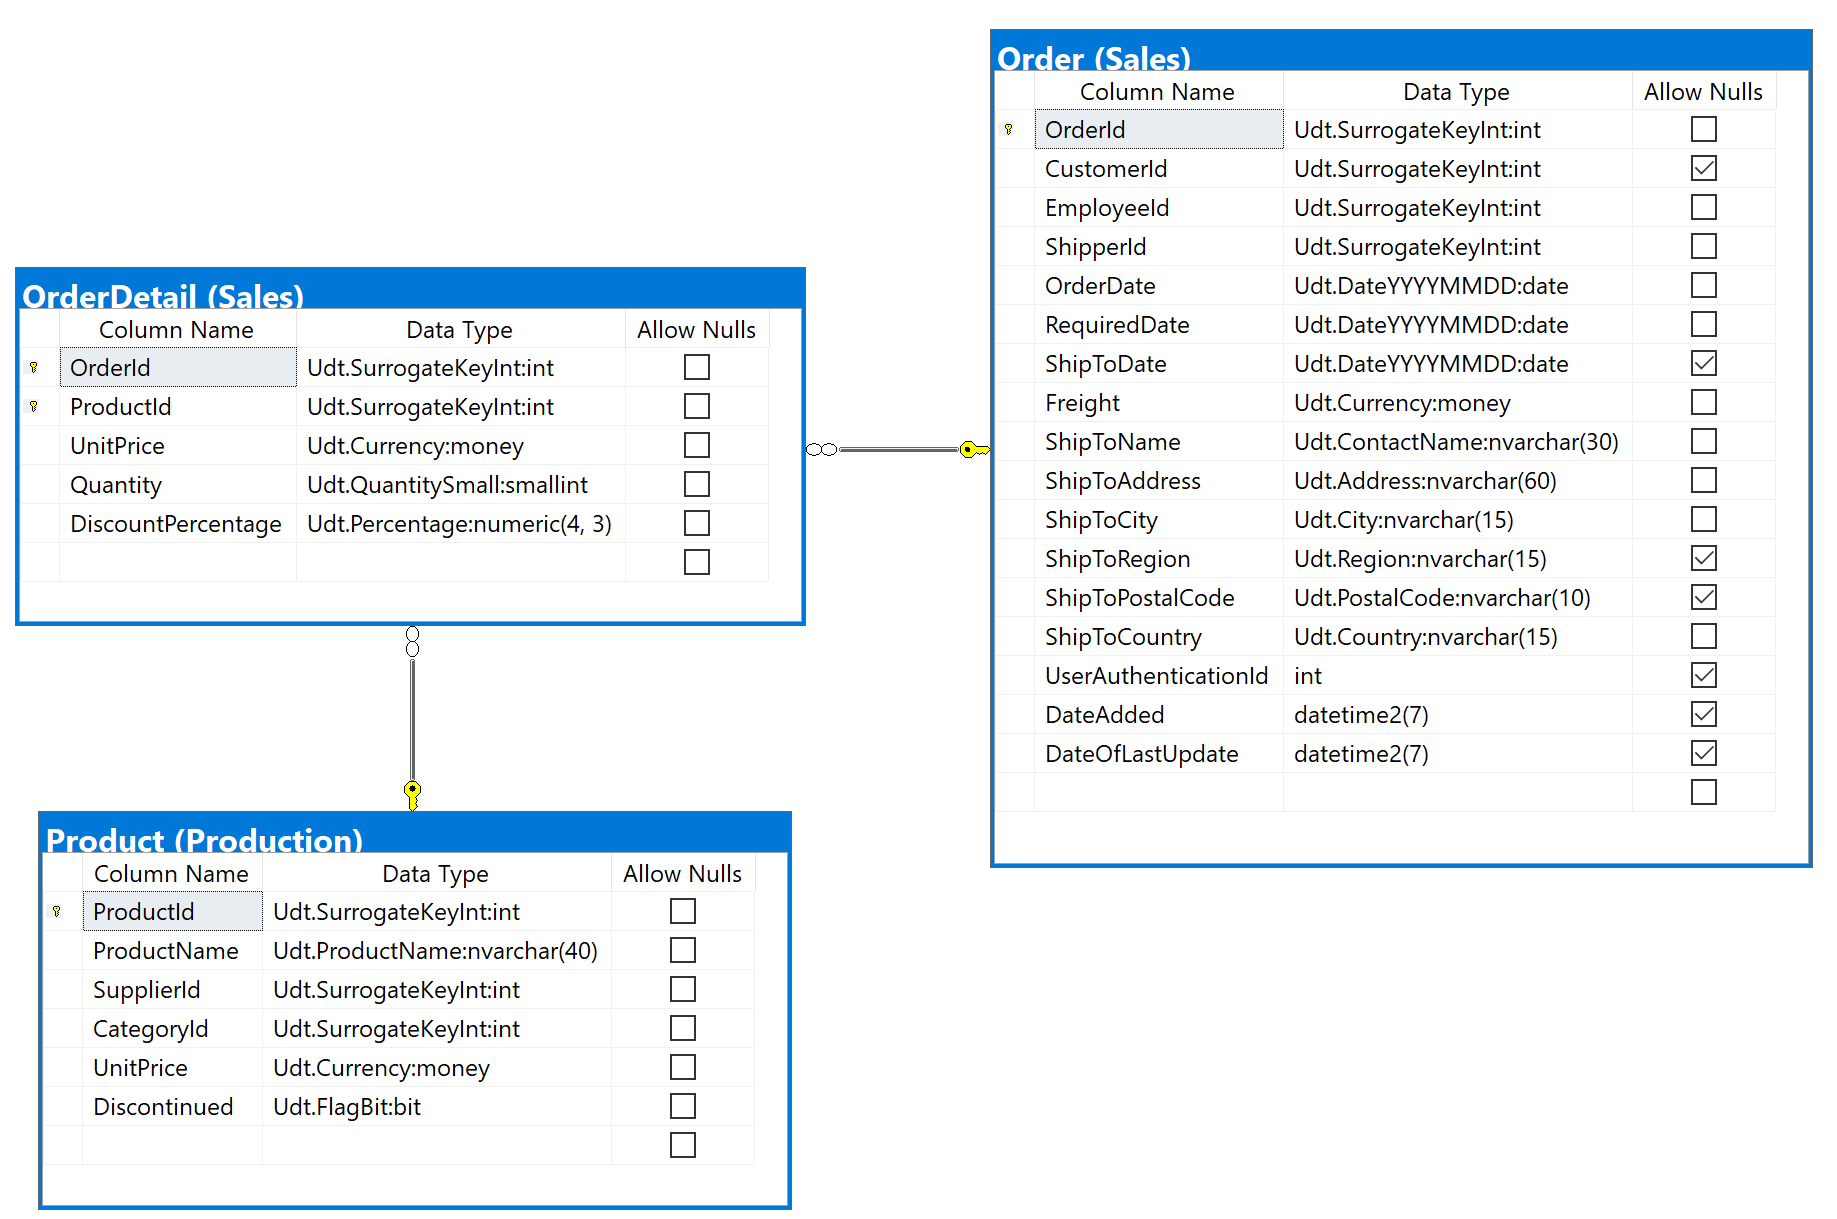 Order (Sales)
Column Name Data Type Allow Nulls
OrderId Udt.SurrogateKeyInt:int
CustomerId Udt.SurrogateKeyInt:int
EmployeeId Udt.SurrogateKeyInt:int
ShipperId Udt.SurrogateKeyInt:int
OrderDate Udt.DateYYYYMMDD:date
RequiredDate Udt.DateYYYYMMDD:date
ShipToDate Udt.DateYYYYMMDD:date
Freight Udt.Currency:money
ShipToName Udt.ContactName:nvarchar(30)
ShipToAddress Udt.Address:nvarchar(60)
ShipToCity Udt.City:nvarchar(15)
ShipToRegion Udt.Region:nvarchar(15)
ShipToPostalCode Udt.PostalCode:nvarchar(10)
ShipToCountry Udt.Country:nvarchar(15)
UserAuthenticationId int
DateAdded datetime2(7)
DateOfLastUpdate datetime2(7)
OrderDetail (Sales)
Column Name Data Type Allow Nulls
OrderId Udt.SurrogateKeyInt:int
ProductId Udt.SurrogateKeyInt:int
UnitPrice Udt.Currency:money
Quantity Udt.QuantitySmall:smallint
DiscountPercentage Udt.Percentage:numeric(4, 3)
Product (Production)
Column Name Data Type Allow Nulls
ProductId Udt.SurrogateKeyInt:int
ProductName Udt.ProductName:nvarchar(40)
SupplierId Udt.SurrogateKeyInt:int
CategoryId Udt.SurrogateKeyInt:int
UnitPrice Udt.Currency:money
Discontinued Udt.FlagBit:bit